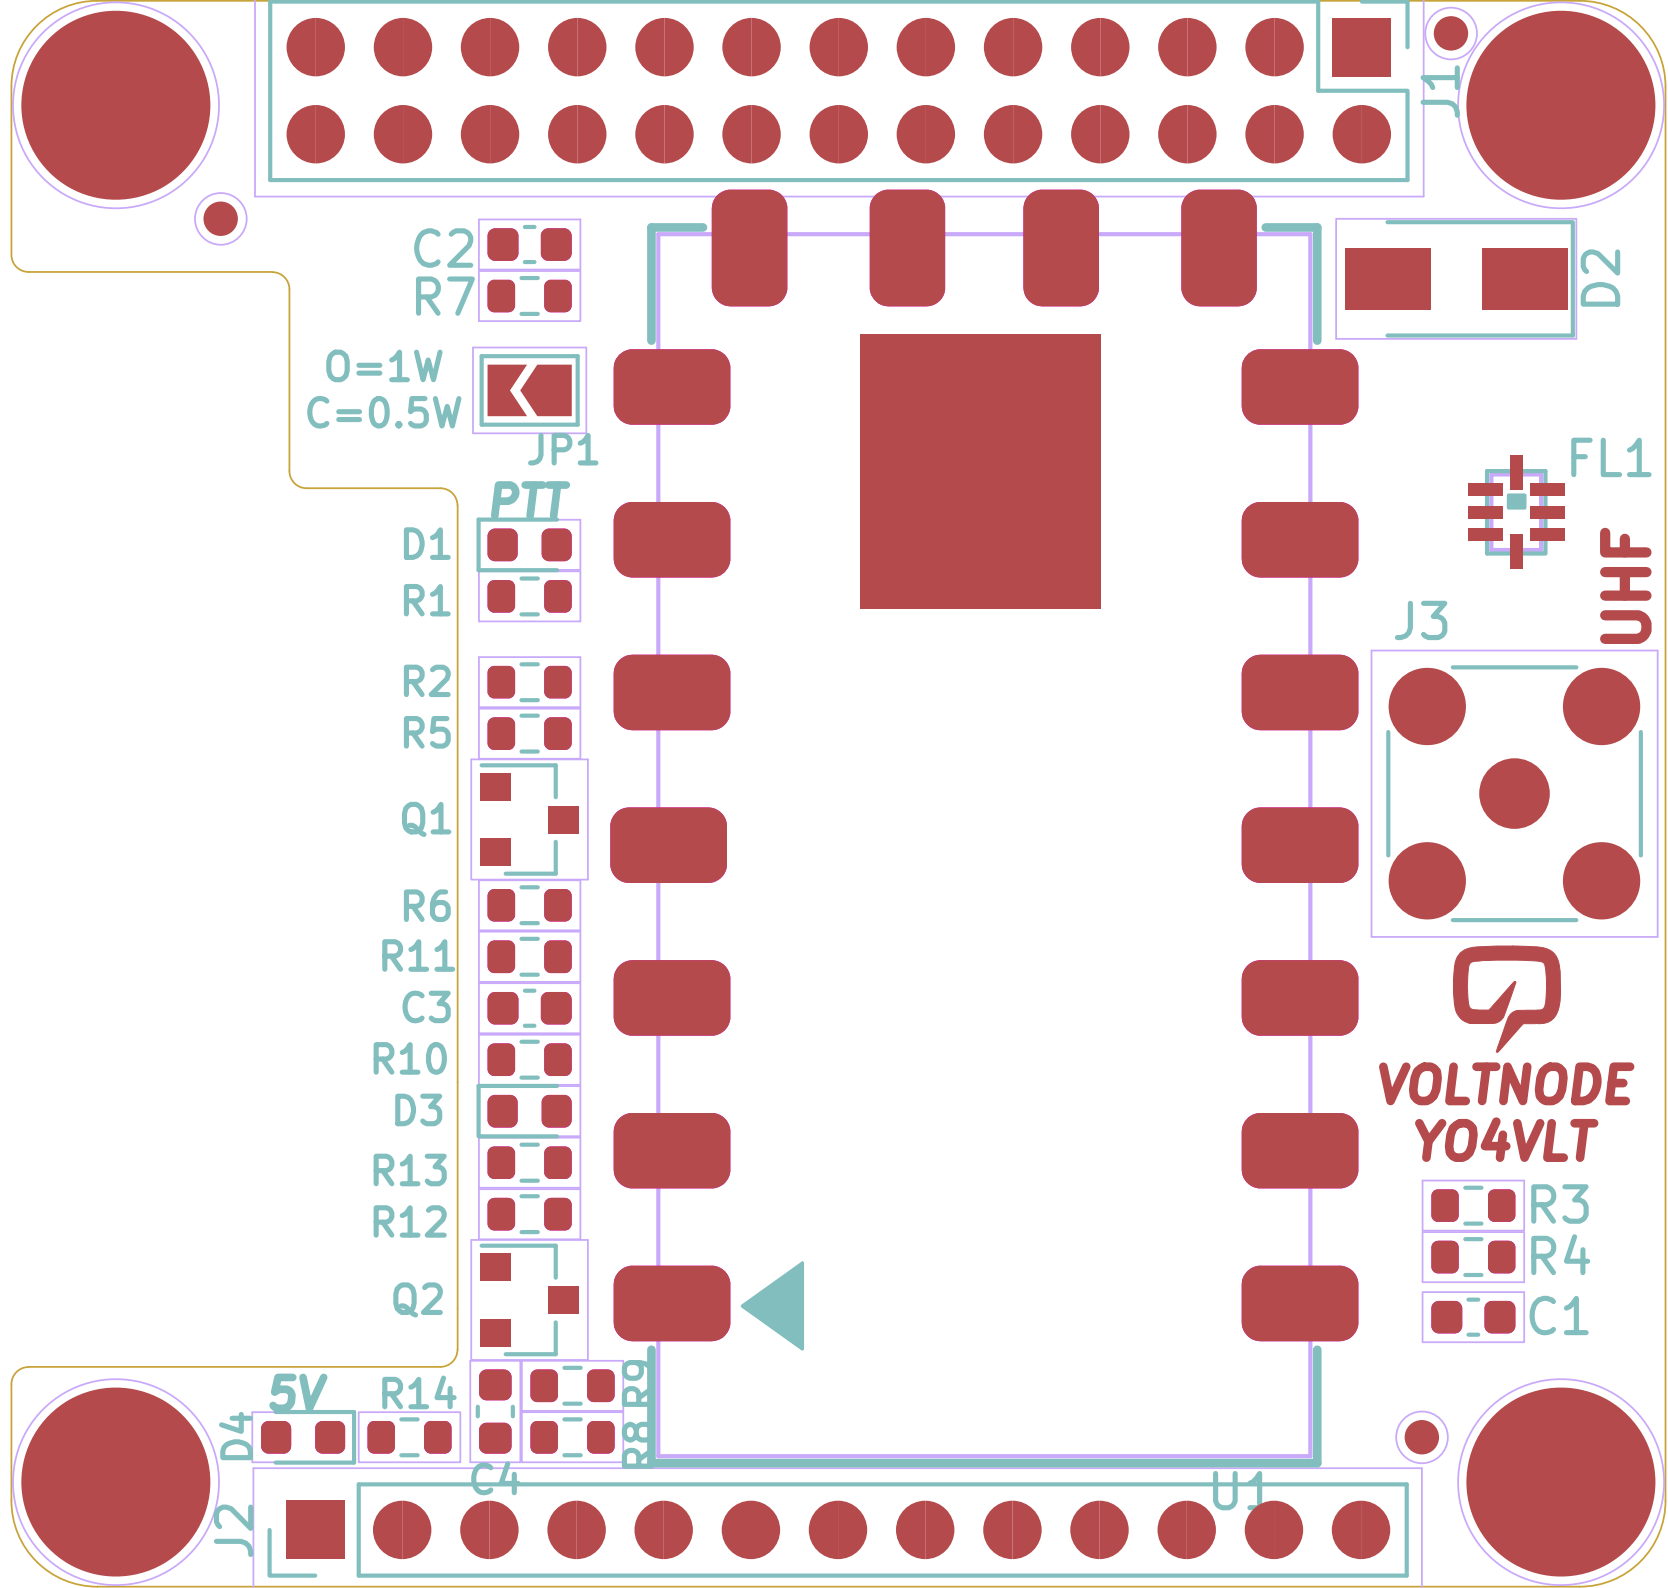 J1
C2
D2
R7
O=1W
C=0.5W
JP1
FL1
PTT
D1
UHF
R1
J3
R2
R5
Q1
R6
R11
C3
R10
VOLTNODE
D3
YO4VLT
R13
R3
R12
R4
Q2
C1
5V
R14
R9
D4
R8
C4
U1
J2